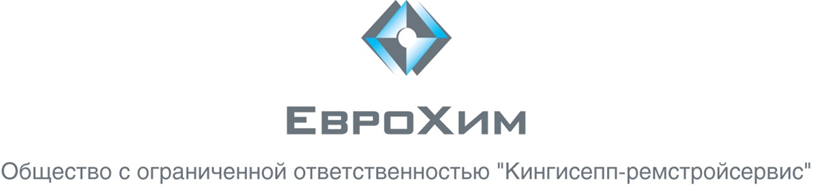 ЕвроХим
Общество с ограниченной ответственностью "Кингисепп-ремстройсервис"